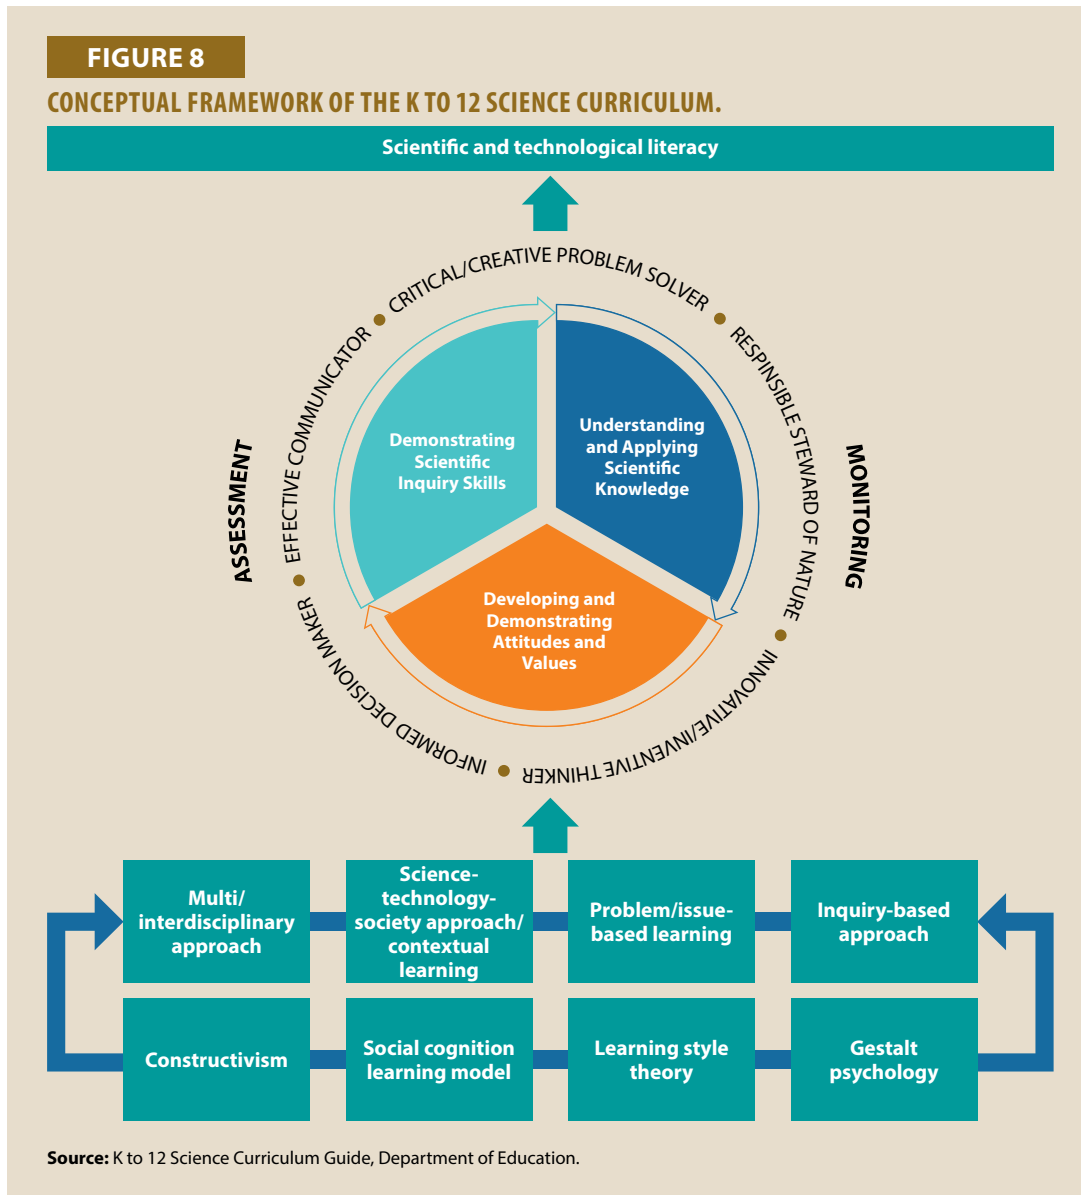 FIGURE 8
CONCEPTUAL FRAMEWORK OF THE K TO 12 SCIENCE CURRICULUM.
Scientific and technological literacy
CRITICAL/CREATIVE PROBLEM SOLVER
RESPINSIBLE STEWARD OF NATURE
INNOVATIVE/INVENTIVE THINKER
INFORMED DECISION MAKER
EFFECTIVE COMMUNICATOR
ASSESSMENT
MONITORING
Demonstrating
Scientific
Inquiry Skills
Understanding
and Applying
Scientific
Knowledge
Developing and
Demonstrating
Attitudes and
Values
Multi/
interdisciplinary
approach
Science-
technology-
society approach/
contextual
learning
Problem/issue-
based learning
Inquiry-based
approach
Constructivism
Social cognition
learning model
Learning style
theory
Gestalt
psychology
Source: K to 12 Science Curriculum Guide, Department of Education.